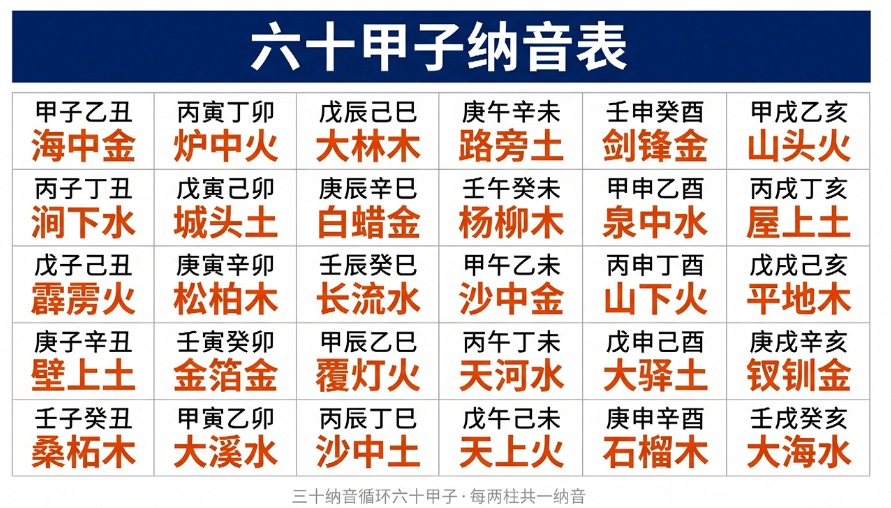 六十甲子纳音表
甲子乙丑 丙寅丁卯 戊辰己巳 庚午辛未 壬申癸酉 甲戌乙亥
海中金 炉中火 大林木 路旁土 剑锋金 山头火
丙子丁丑 戊寅己卯 庚辰辛巳 壬午癸未 甲申乙酉 丙戌丁亥
涧下水 城头土 白蜡金 杨柳木 泉中水 屋上土
戊子己丑 庚寅辛卯 壬辰癸巳 甲午乙未 丙申丁酉 戊戌己亥
霹雳火 松柏木 长流水 沙中金 山下火 平地木
庚子辛丑 壬寅癸卯 甲辰乙巳 丙午丁未 戊申己酉 庚戌辛亥
壁上土 金箔金 覆灯火 天河水 大驿土 钗钏金
壬子癸丑 甲寅乙卯 丙辰丁巳 戊午己未 庚申辛酉 壬戌癸亥
桑柘木 大溪水 沙中土 天上火 石榴木 大海水
三十纳音循环六十甲子·每两柱共一纳音